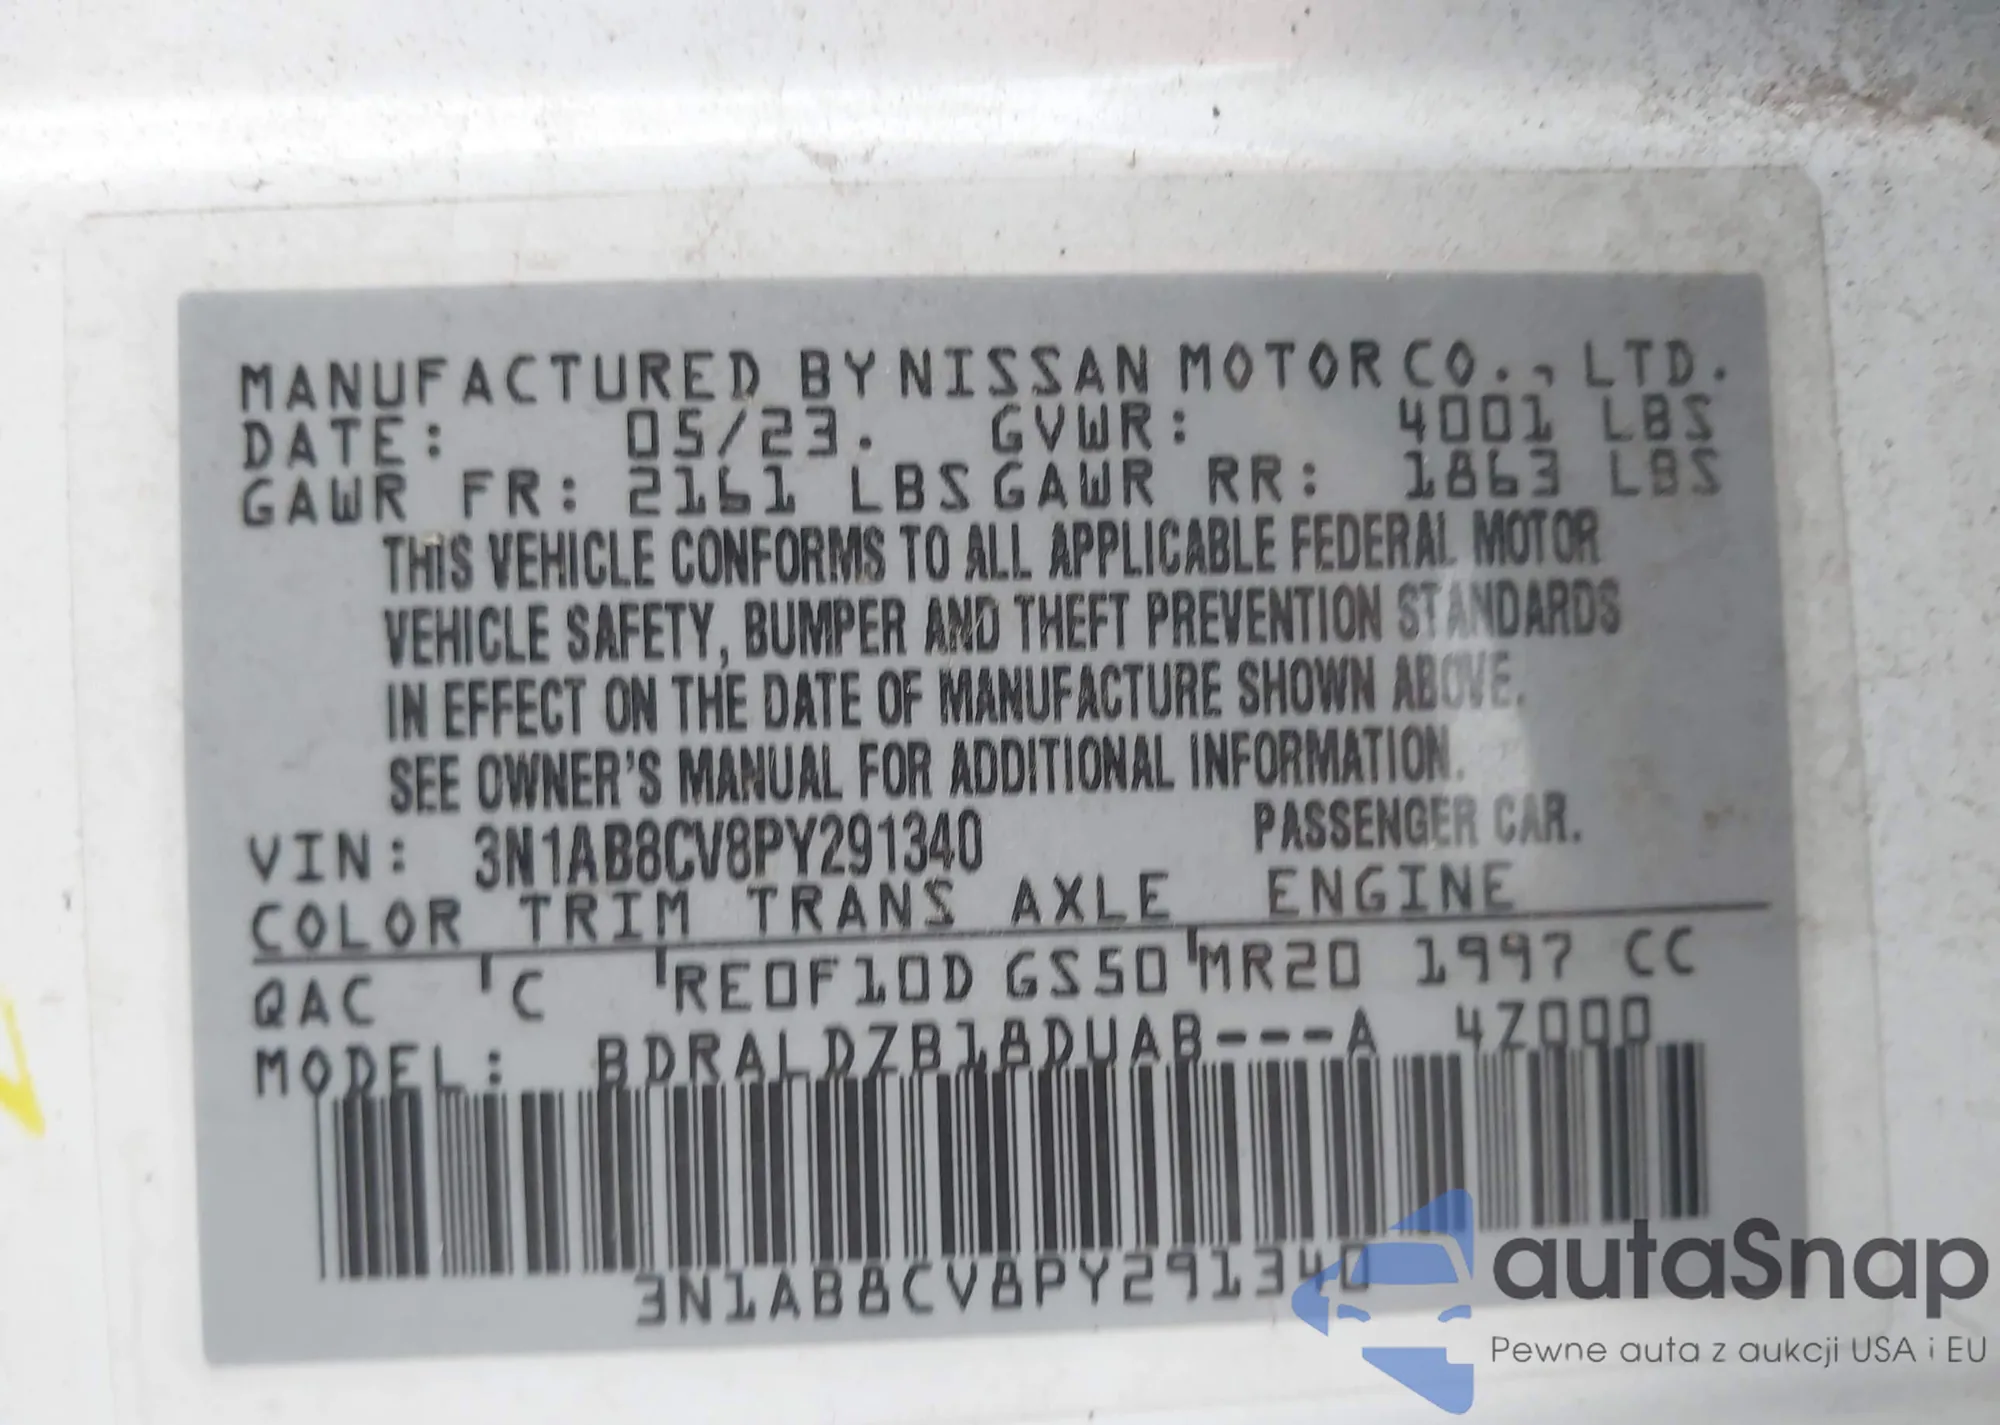 MANUFACTURED BY NISSAN MOTOR CO., LTD.
DATE: 05/23. GVWR: 4001 LBS
GAWR FR: 2161 LBS GAWR RR: 1863 LBS
THIS VEHICLE CONFORMS TO ALL APPLICABLE FEDERAL MOTOR
VEHICLE SAFETY, BUMPER AND THEFT PREVENTION STANDARDS
IN EFFECT ON THE DATE OF MANUFACTURE SHOWN ABOVE.
SEE OWNER'S MANUAL FOR ADDITIONAL INFORMATION.
VIN: 3N1AB8CV8PY291340 PASSENGER CAR.
COLOR TRIM TRANS AXLE ENGINE
QAC C RE0F10D GS50 MR20 1997 CC
MODEL: BDRALDZB18DUAB---A 4Z000
3N1AB8CV8PY291340
autaSnap
Pewne auta z aukcji USA i EU